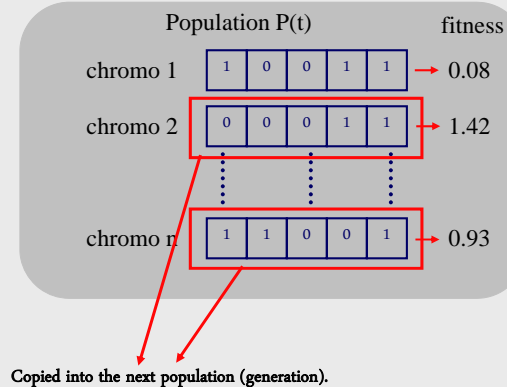 Population P(t) fitness
chromo 1 1 0 0 1 1 0.08
chromo 2 0 0 0 1 1 1.42
chromo n 1 1 0 0 1 0.93
Copied into the next population (generation).